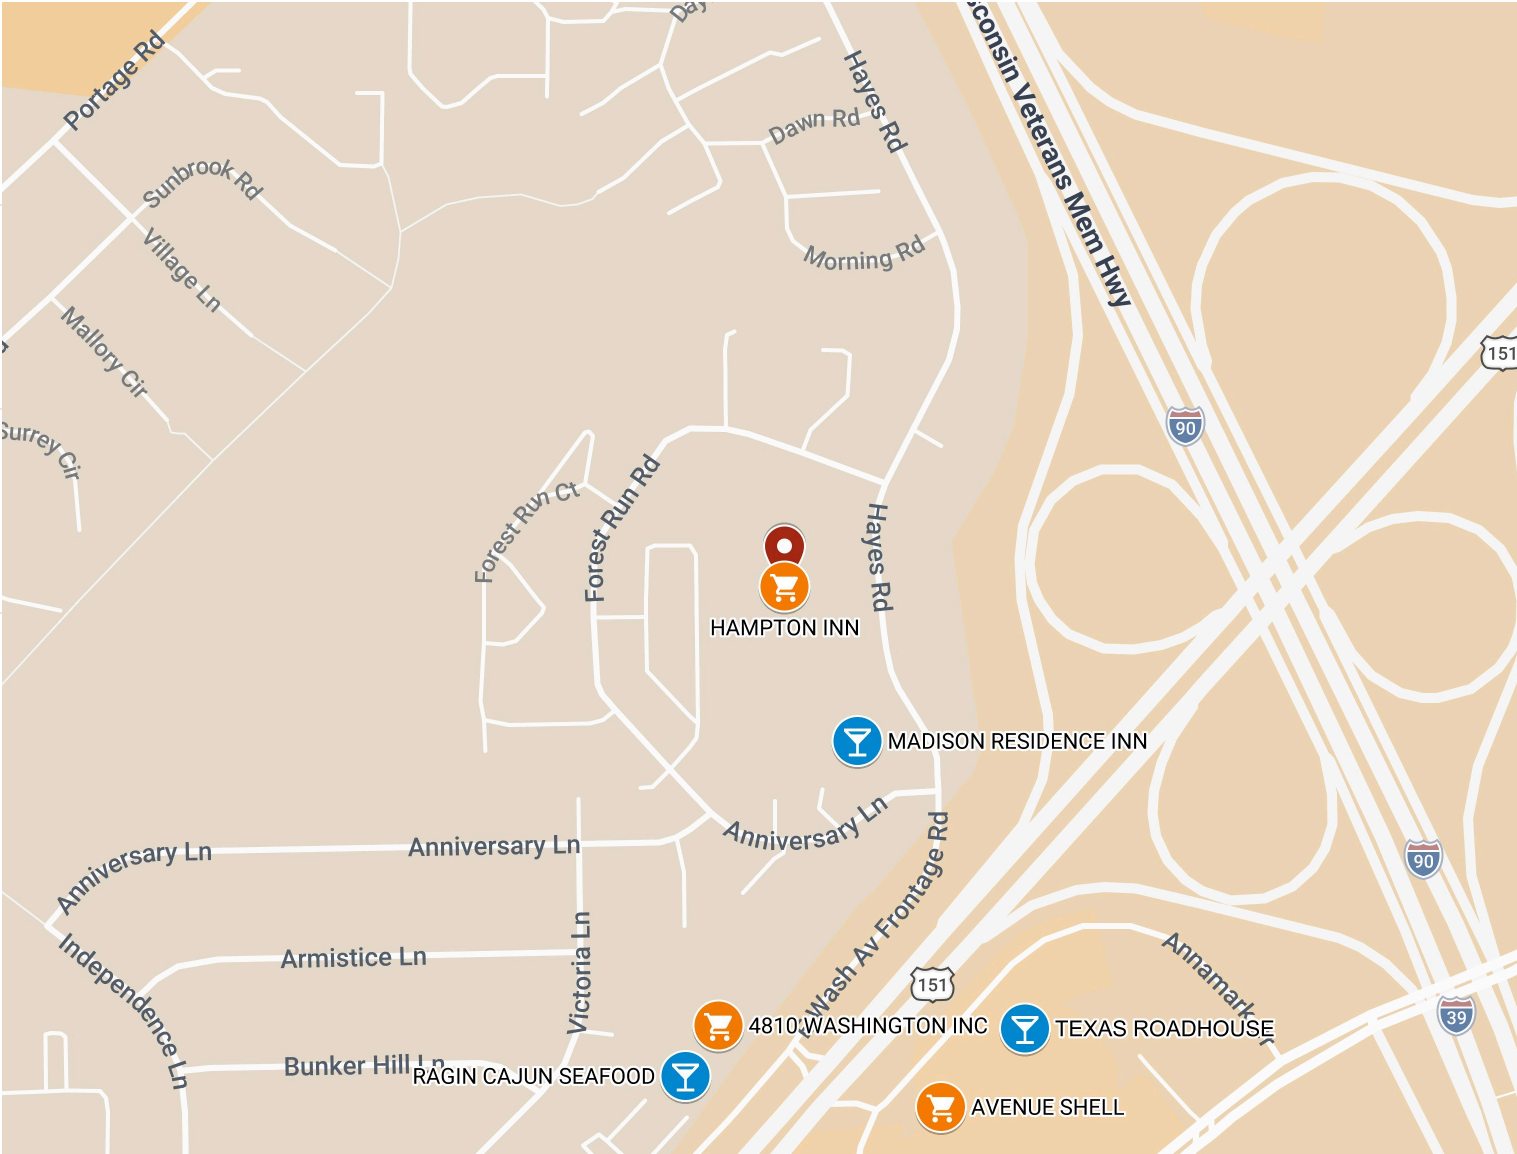 Day
Portage Rd
Hayes Rd
sconsin Veterans Mem Hwy
Dawn Rd
Sunbrook Rd
Village Ln
Morning Rd
Mallory Cir
151
90
Surrey Cir
Forest Run Rd
Forest Run Ct
Hayes Rd
HAMPTON INN
MADISON RESIDENCE INN
Anniversary Ln
Anniversary Ln
Anniversary Ln
90
Wash Av Frontage Rd
Independence Ln
Armistice Ln
Victoria Ln
Annamark
151
39
4810 WASHINGTON INC
TEXAS ROADHOUSE
Bunker Hill Ln
RAGIN CAJUN SEAFOOD
AVENUE SHELL